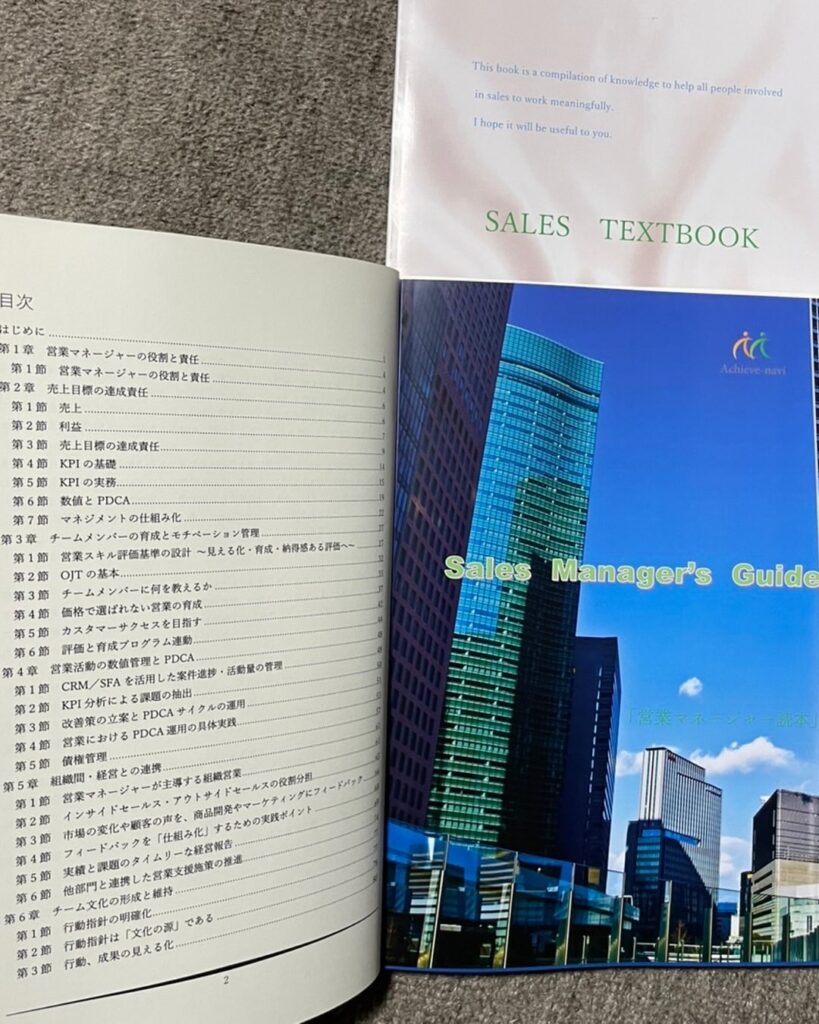 This book is a compilation of knowledge to help all people involved
in sales to work meaningfully.
I hope it will be useful to you.
SALES TEXTBOOK
目次
はじめに
第1章 営業マネージャーの役割と責任 1
第1節 営業マネージャーの役割と責任 4
第2章 売上目標の達成責任 4
第1節 売上 6
第2節 利益 6
第3節 売上目標の達成責任 7
第4節 KPIの基礎 9
第5節 KPIの実務 14
第6節 数値とPDCA 15
第7節 マネジメントの仕組み化 19
第3章 チームメンバーの育成とモチベーション管理 22
第1節 営業スキル評価基準の設計 ～見える化・育成・納得感ある評価へ～ 27
第2節 OJTの基本 27
第3節 チームメンバーに何を教えるか 32
第4節 価格で選ばれない営業の育成
第5節 カスタマーサクセスを目指す
第6節 評価と育成プログラム連動
第4章 営業活動の数値管理とPDCA
第1節 CRM／SFAを活用した案件進捗・活動量の管理
第2節 KPI分析による課題の抽出
第3節 改善策の立案とPDCAサイクルの運用
第4節 営業におけるPDCA運用の具体実践
第5節 債権管理
第5章 組織間・経営との連携
第1節 営業マネージャーが主導する組織営業
第2節 インサイドセールス・アウトサイドセールスの役割分担
第3節 市場の変化や顧客の声を、商品開発やマーケティングにフィードバック
第4節 フィードバックを「仕組み化」するための実践ポイント
第5節 実績と課題のタイムリーな経営報告
第6節 他部門と連携した営業支援施策の推進
第6章 チーム文化の形成と維持
第1節 行動指針の明確化
第2節 行動指針は「文化の源」である
第3節 行動、成果の見える化
2
Achieve-navi
Sales Manager's Guide
「営業マネージャー読本」